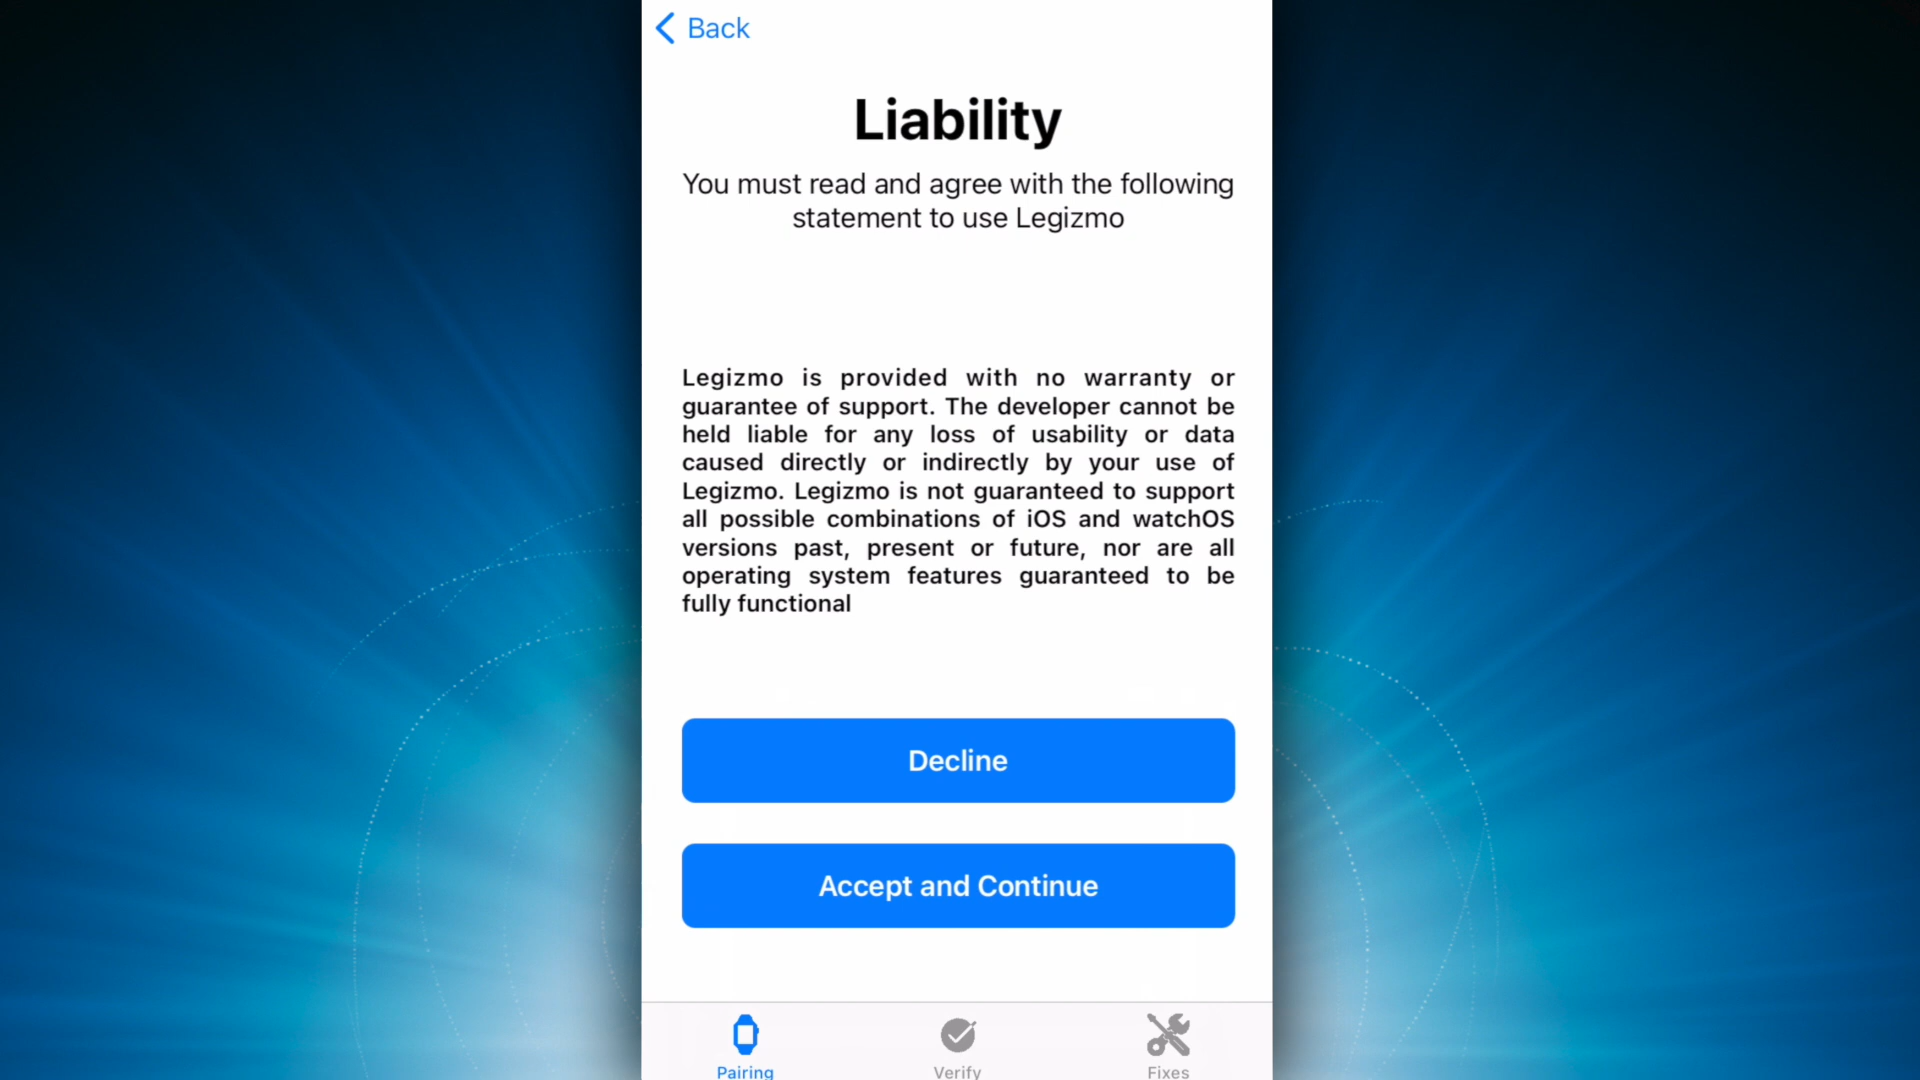 Back
Liability
You must read and agree with the following
statement to use Legizmo
Legizmo is provided with no warranty or
guarantee of support. The developer cannot be
held liable for any loss of usability or data
caused directly or indirectly by your use of
Legizmo. Legizmo is not guaranteed to support
all possible combinations of iOS and watchOS
versions past, present or future, nor are all
operating system features guaranteed to be
fully functional
Decline
Accept and Continue
Pairing
Verify
Fixes